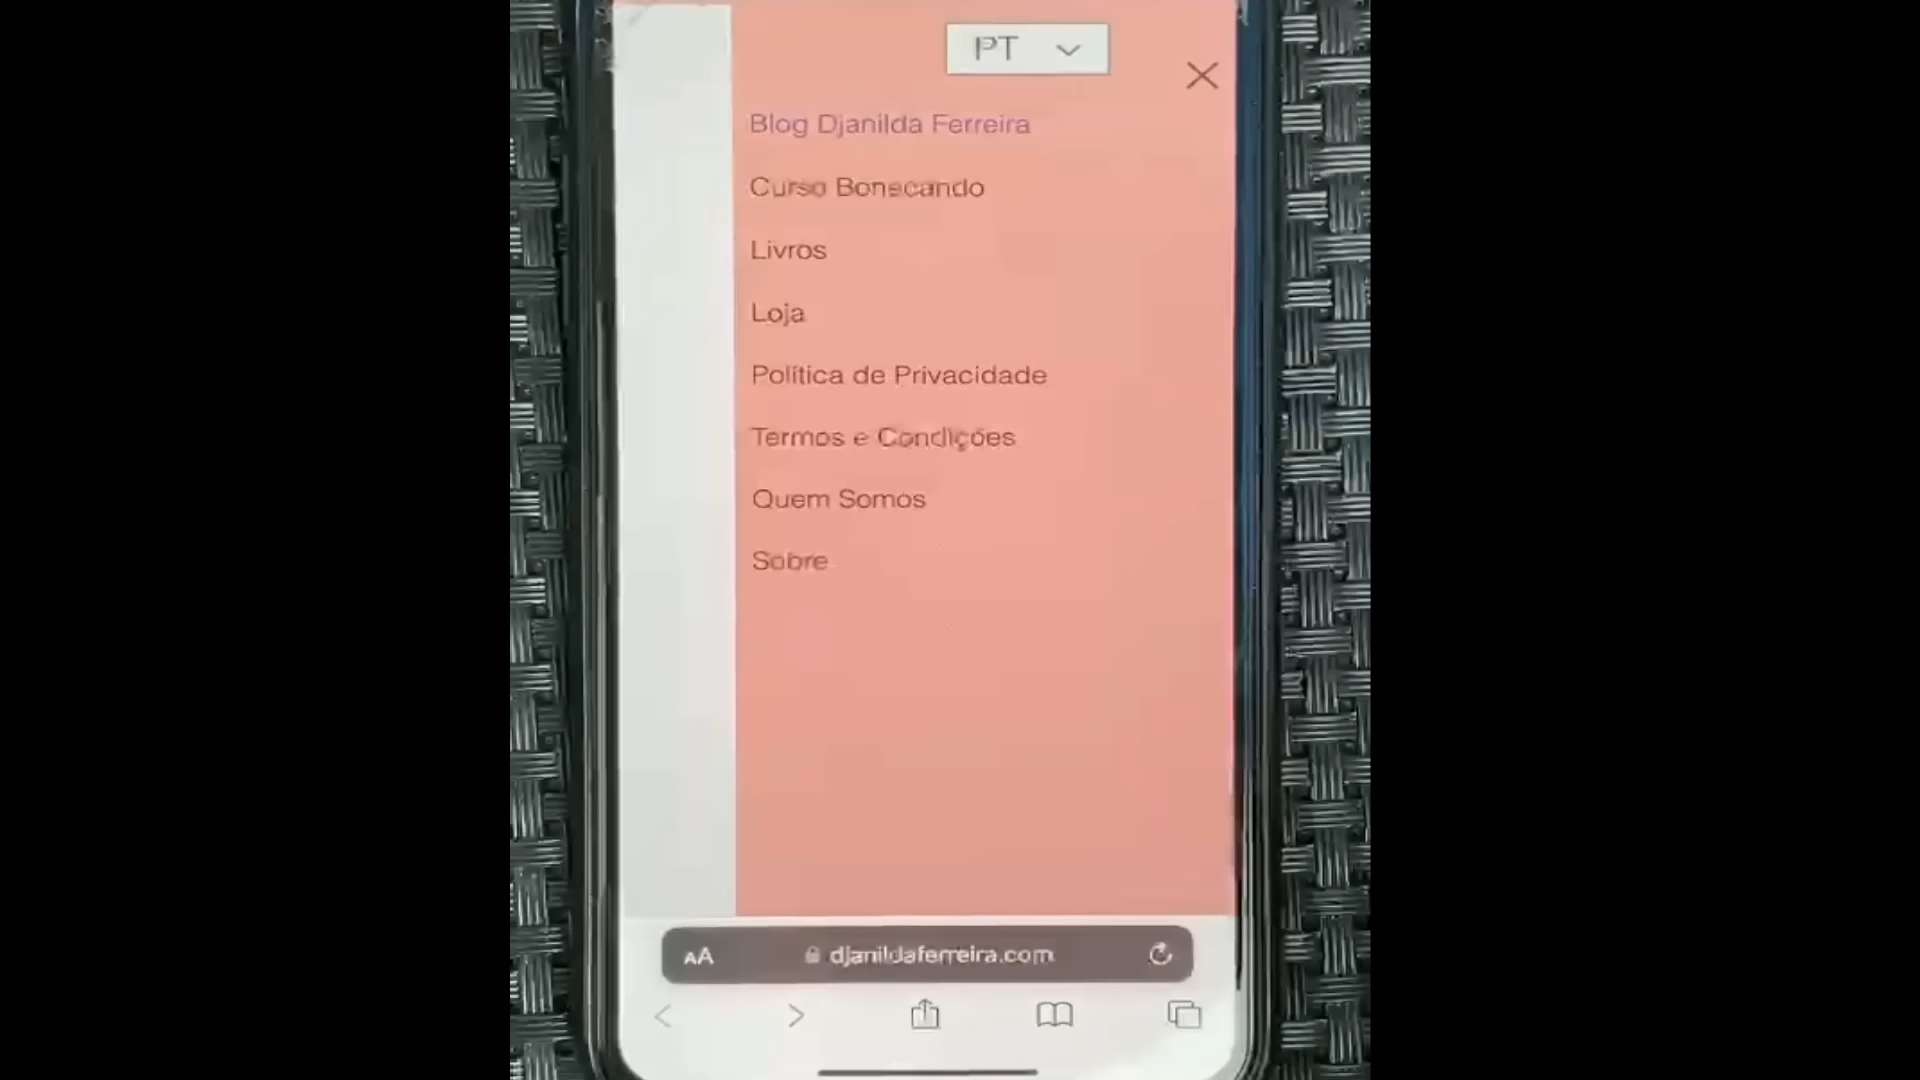 PT
Blog Djanilda Ferreira
Curso Bonecando
Livros
Loja
Política de Privacidade
Termos e Condições
Quem Somos
Sobre
AA djanildaferreira.com